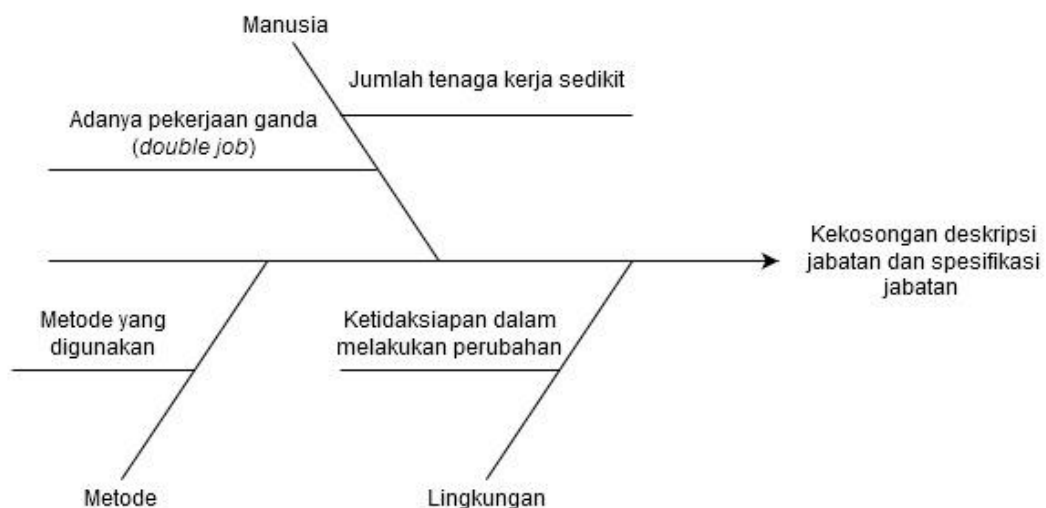 Manusia
Jumlah tenaga kerja sedikit
Adanya pekerjaan ganda
(double job)
Kekosongan deskripsi
jabatan dan spesifikasi
jabatan
Metode yang
digunakan
Ketidaksiapan dalam
melakukan perubahan
Metode
Lingkungan